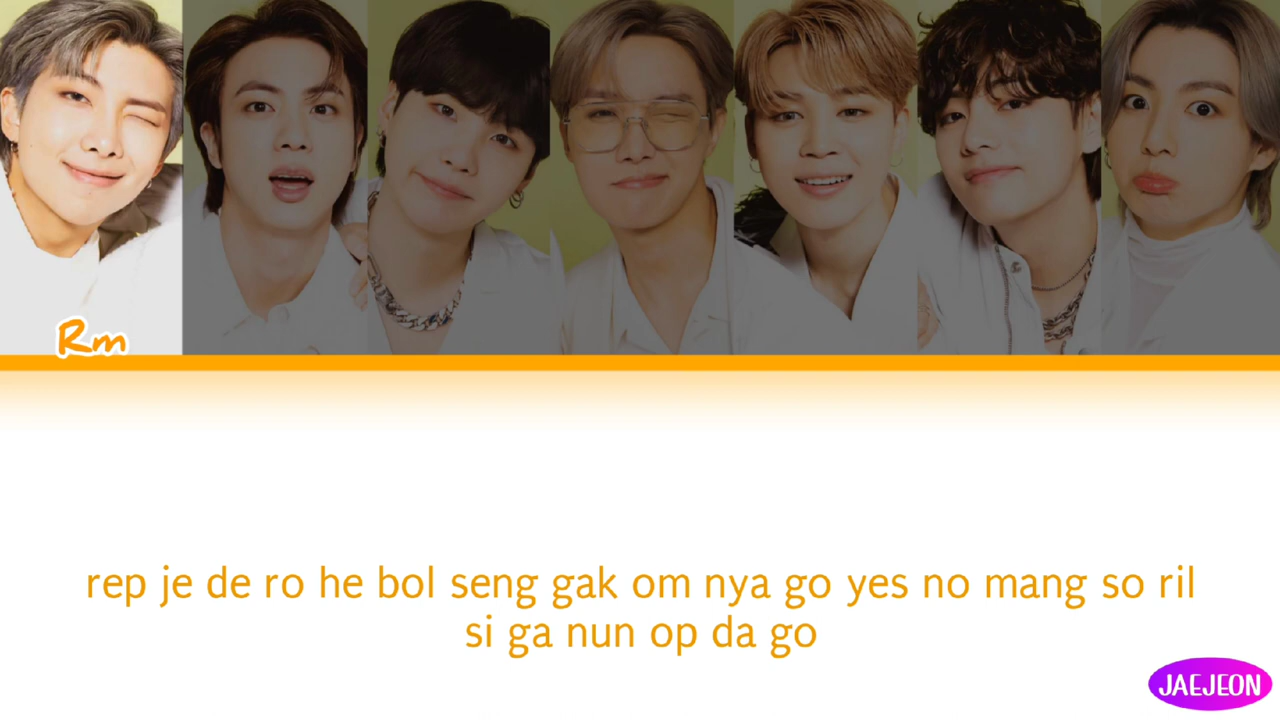 Rm
rep je de ro he bol seng gak om nya go yes no mang so ril
si ga nun op da go
JAEJEON